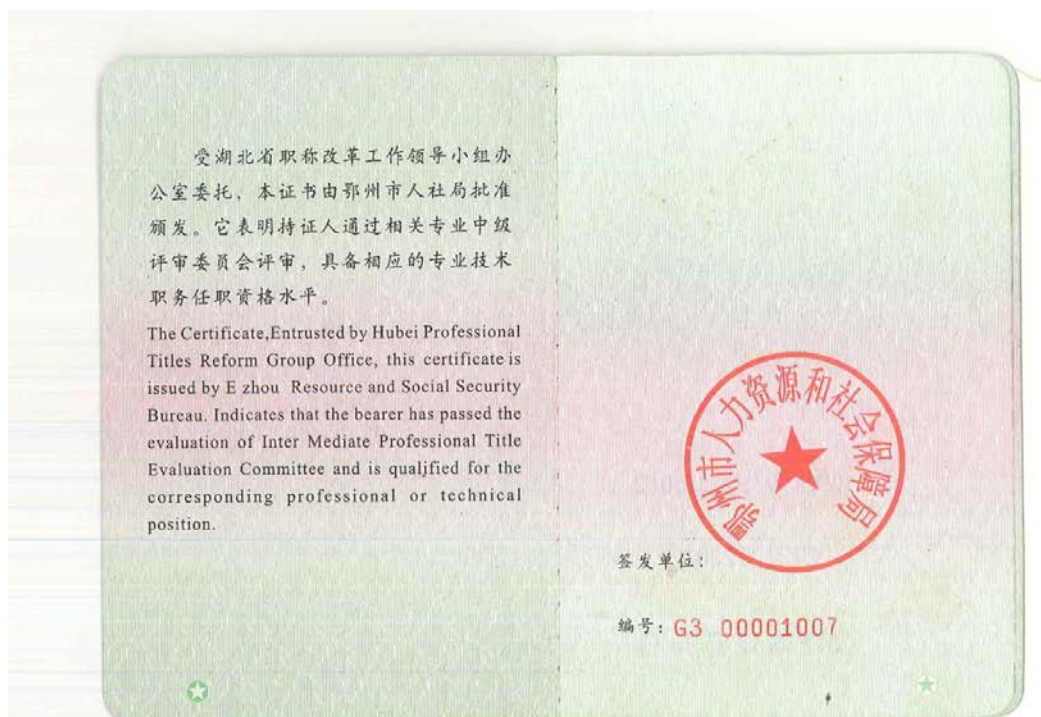 受湖北省职称改革工作领导小组办
公室委托，本证书由鄂州市人社局批准
颁发。它表明持证人通过相关专业中级
评审委员会评审，具备相应的专业技术
职务任职资格水平。
The Certificate,Entrusted by Hubei Professional
Titles Reform Group Office, this certificate is
issued by E zhou Resource and Social Security
Bureau. Indicates that the bearer has passed the
evaluation of Inter Mediate Professional Title
Evaluation Committee and is qualjfied for the
corresponding professional or technical
position.
鄂州市人力资源和社会保障局
签发单位：
编号：G3 00001007